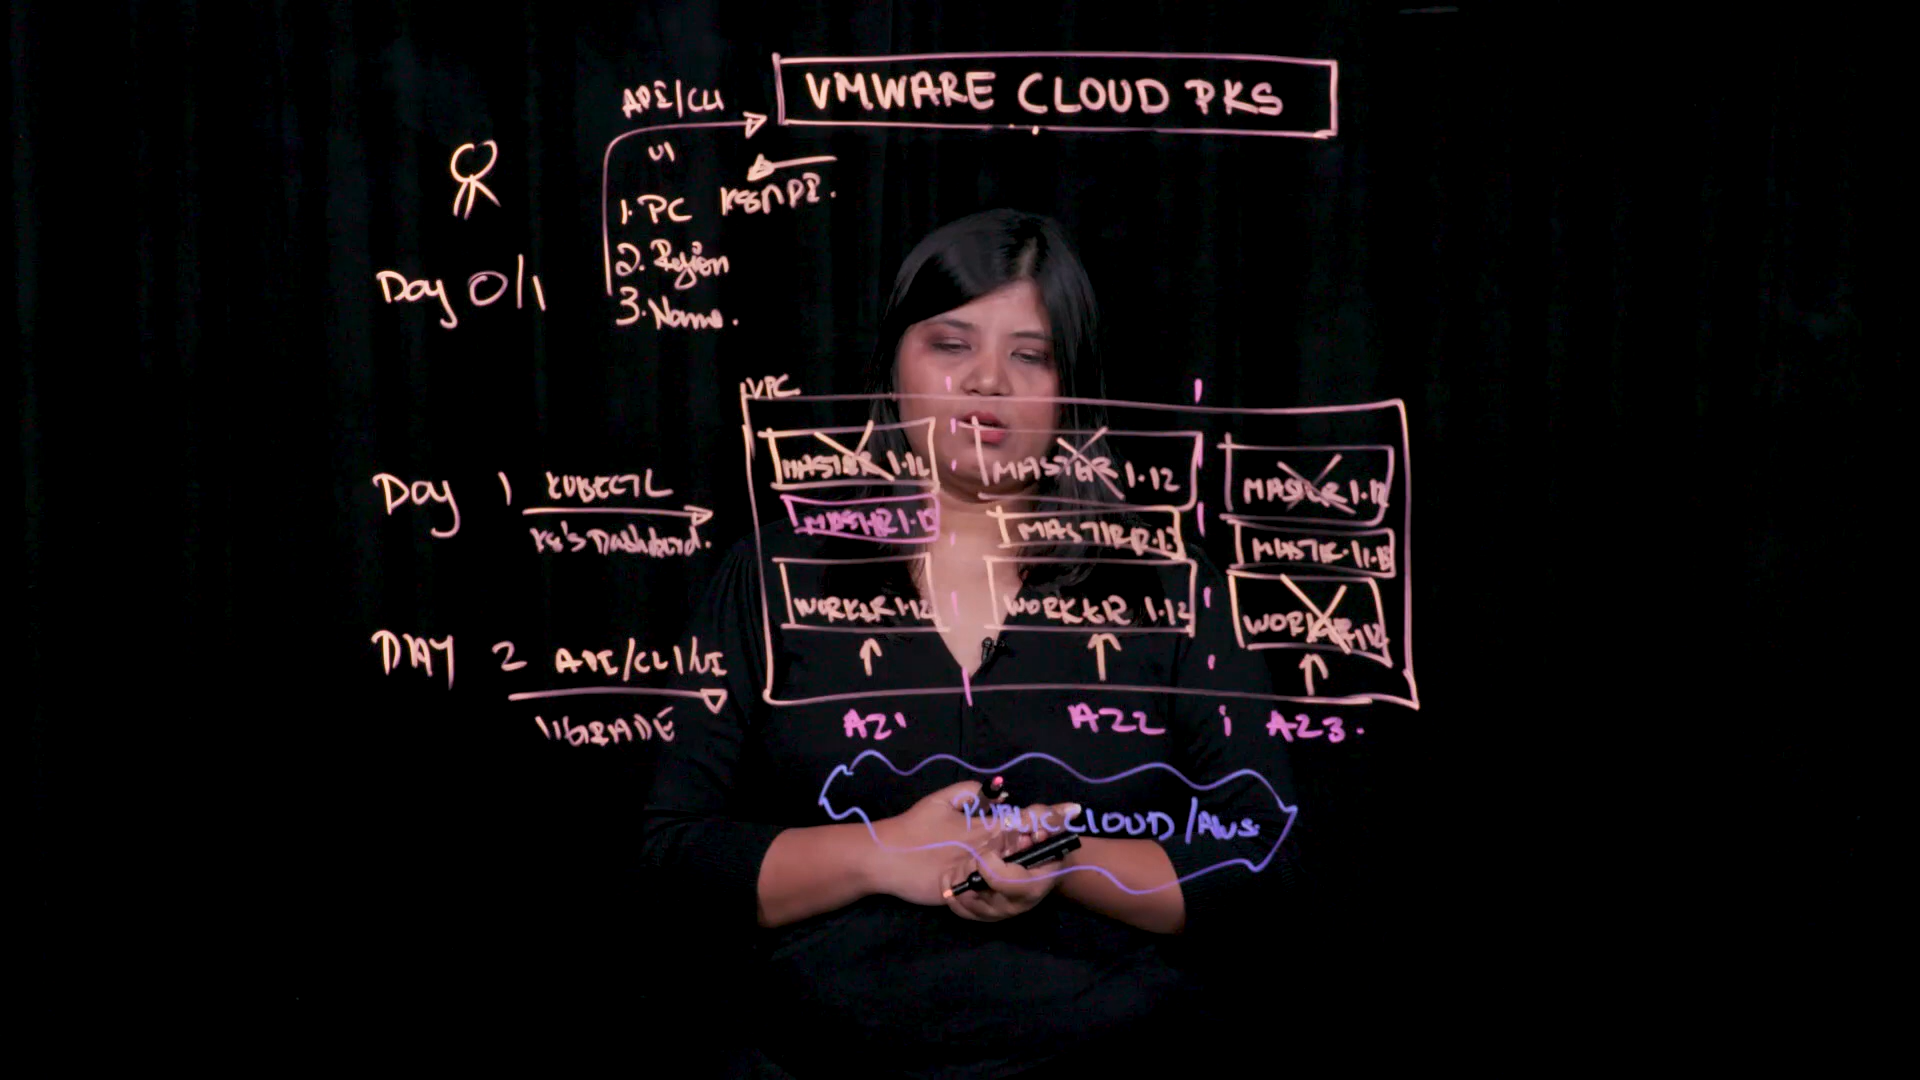 VMWARE CLOUD PKS
API/CLI
UI
K8 API.
1. PC
2. Region
3. Name.
Day 0/1
VPC
MASTER 1.12
MASTER 1.12
MASTER 1.12
Day 1
KUBECTL
K8's Dashboard.
MASTER 1.13
MASTER 1.13
MASTER 1.13
WORKER 1.12
WORKER 1.12
WORKER 1.12
DAY 2
API/CLI/UI
UPGRADE
AZ1
AZ2
AZ3.
PUBLIC CLOUD/AWS